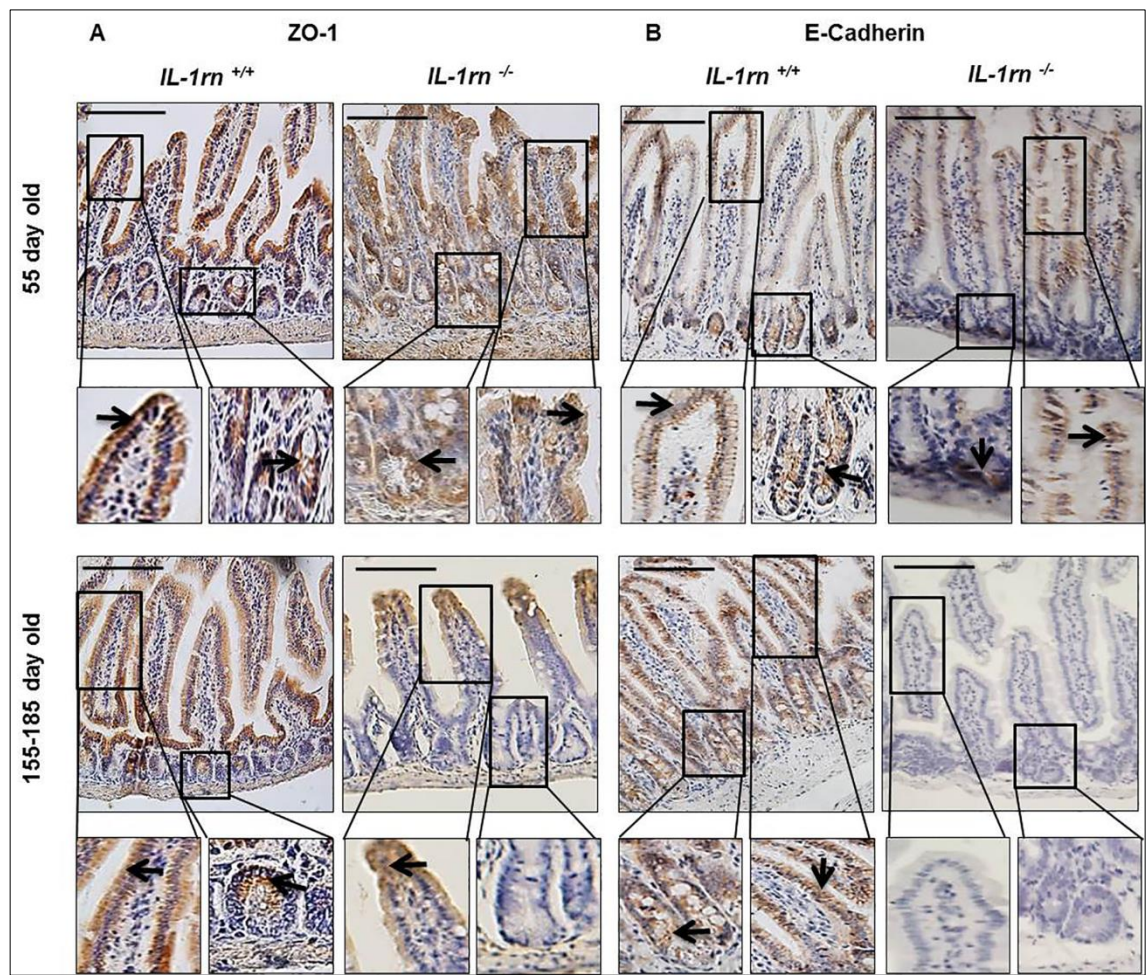 A ZO-1 B E-Cadherin
IL-1rn +/+ IL-1rn -/- IL-1rn +/+ IL-1rn -/-
55 day old
155-185 day old